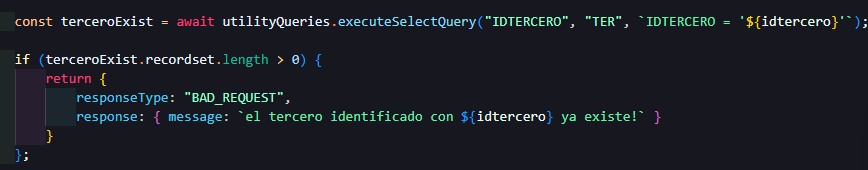 const terceroExist = await utilityQueries.executeSelectQuery("IDTERCERO", "TER", `IDTERCERO = '${idtercero}'`);
if (terceroExist.recordset.length > 0) {
return {
responseType: "BAD_REQUEST",
response: { message: `el tercero identificado con ${idtercero} ya existe!` }
}
};